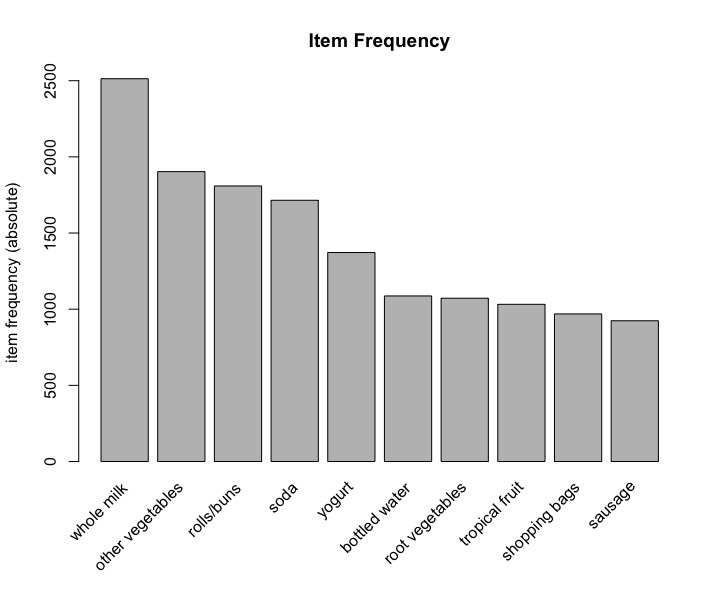 Item Frequency
item frequency (absolute)
2500
2000
1500
1000
500
0
whole milk
other vegetables
rolls/buns
soda
yogurt
bottled water
root vegetables
tropical fruit
shopping bags
sausage